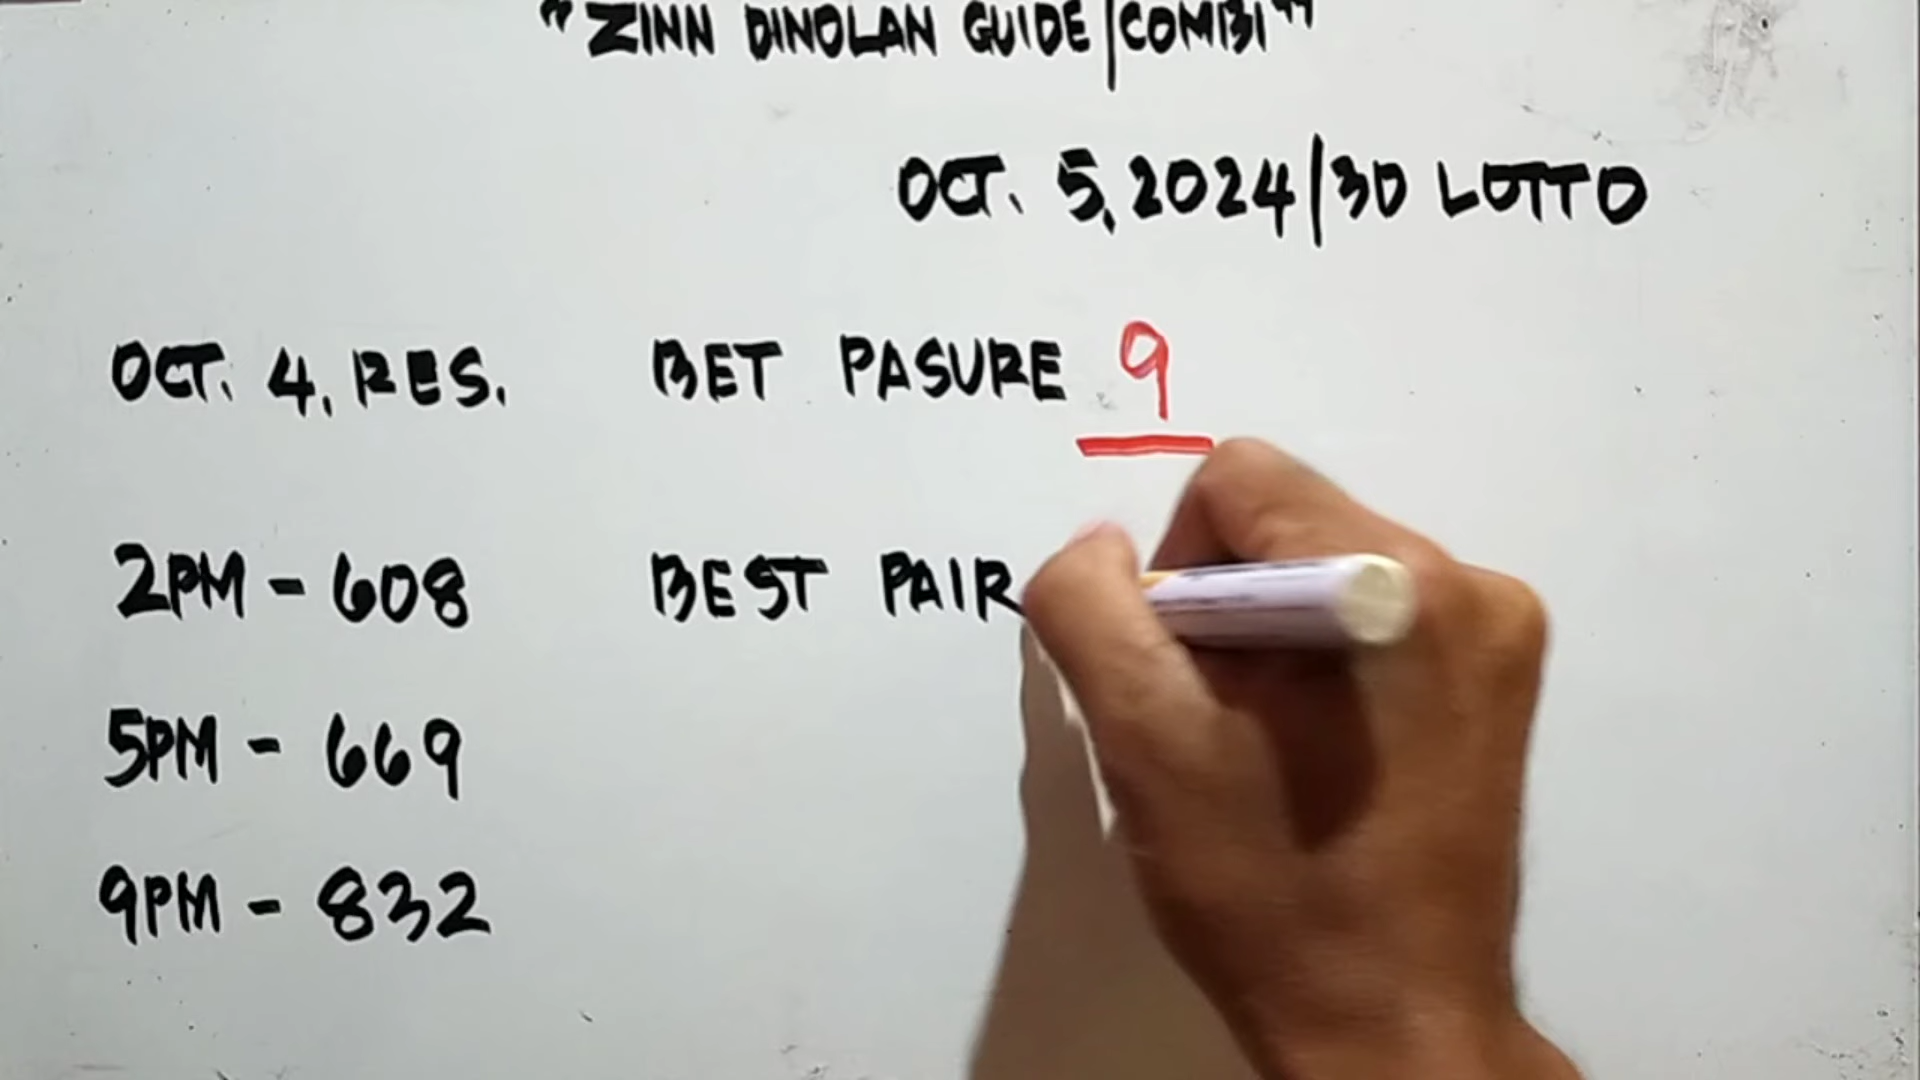 "ZINN DINOLAN GUIDE/COMBI"
OCT. 5, 2024/3D LOTTO
OCT. 4, RES.
BET PASURE 9
2PM - 608
BEST PAIR
5PM - 669
9PM - 832